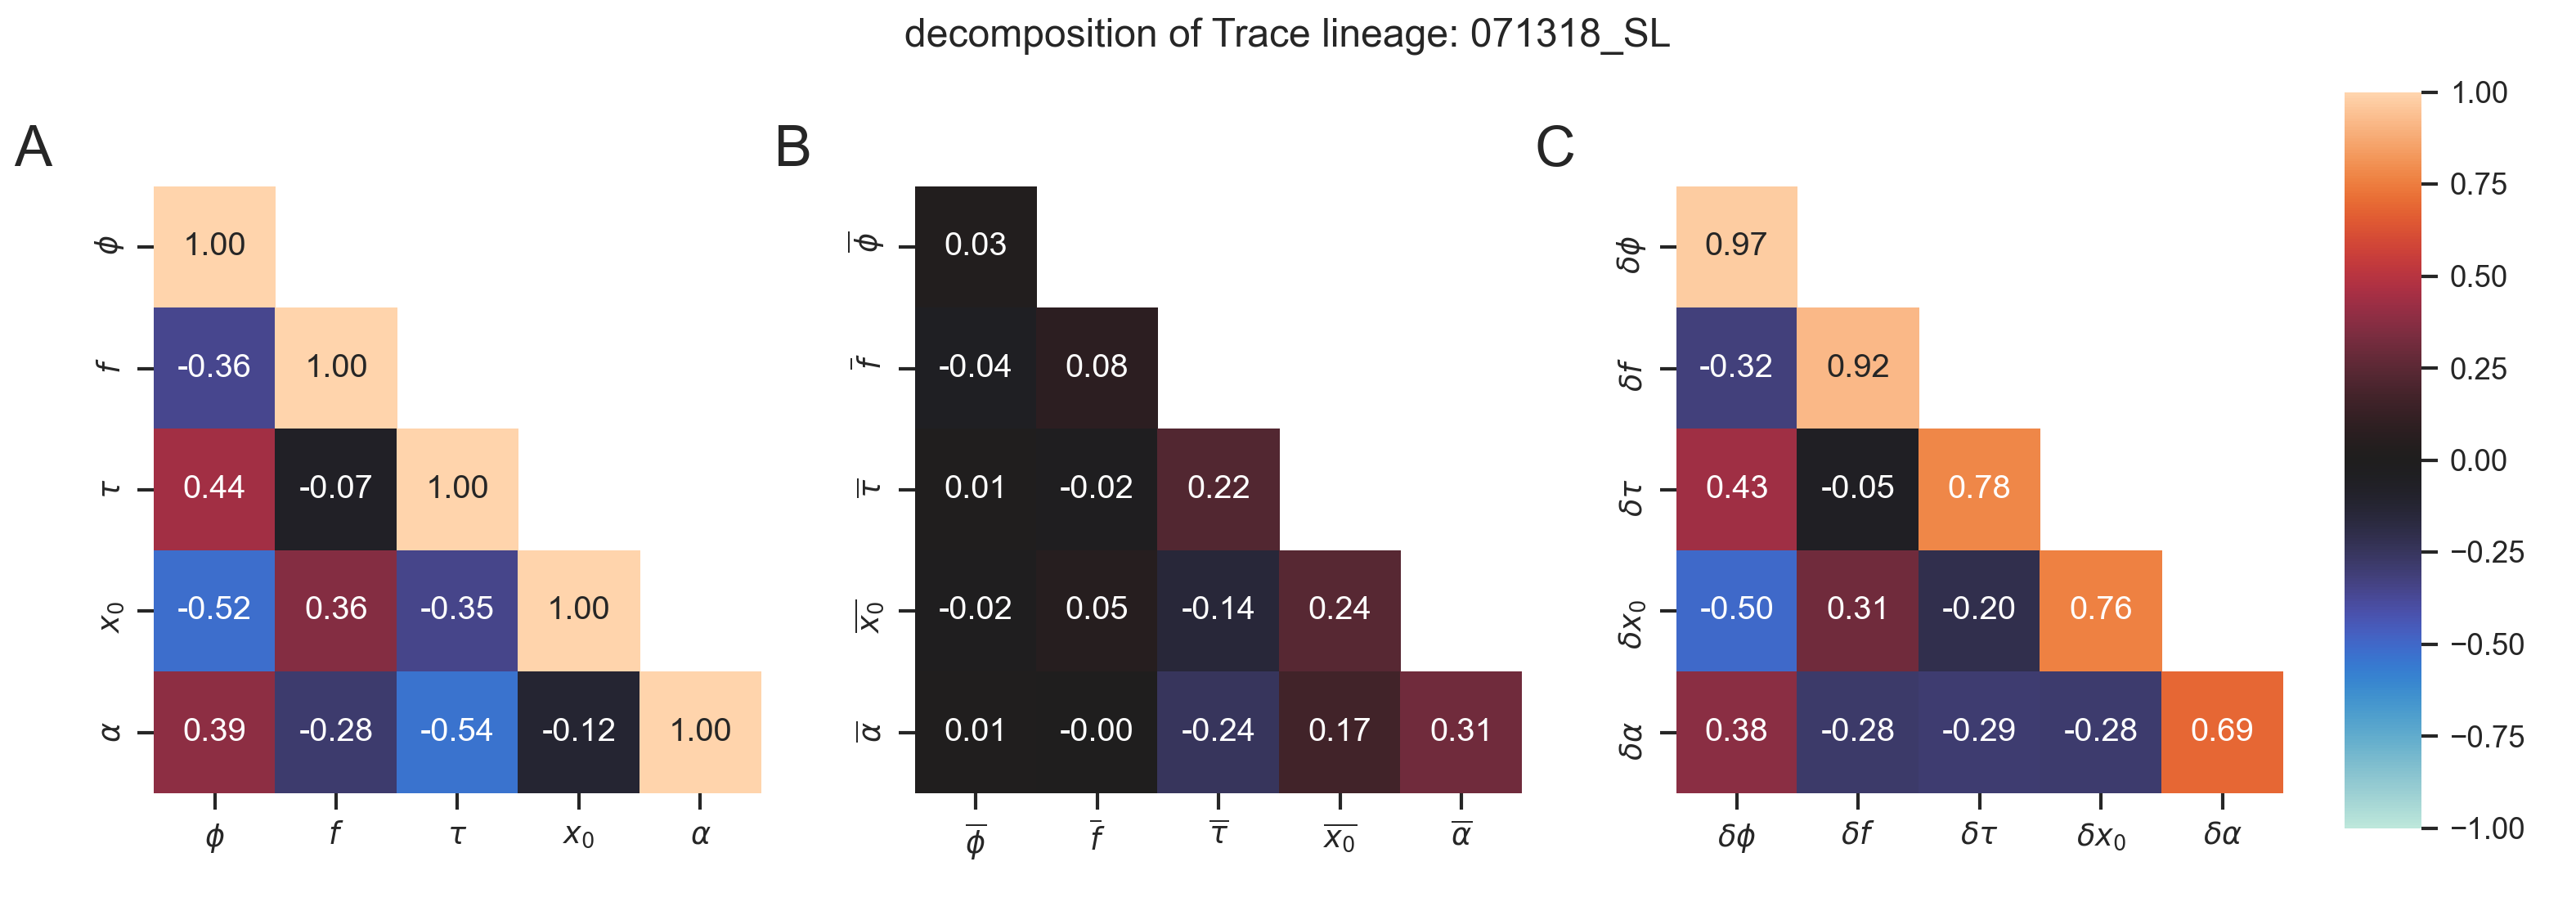 decomposition of Trace lineage: 071318_SL
A
ϕ 1.00
f -0.36 1.00
τ 0.44 -0.07 1.00
x₀ -0.52 0.36 -0.35 1.00
α 0.39 -0.28 -0.54 -0.12 1.00
ϕ f τ x₀ α
B
ϕ̅ 0.03
f̅ -0.04 0.08
τ̅ 0.01 -0.02 0.22
x̅₀̅ -0.02 0.05 -0.14 0.24
α̅ 0.01 -0.00 -0.24 0.17 0.31
ϕ̅ f̅ τ̅ x̅₀̅ α̅
C
δϕ 0.97
δf -0.32 0.92
δτ 0.43 -0.05 0.78
δx₀ -0.50 0.31 -0.20 0.76
δα 0.38 -0.28 -0.29 -0.28 0.69
δϕ δf δτ δx₀ δα
1.00
0.75
0.50
0.25
0.00
−0.25
−0.50
−0.75
−1.00